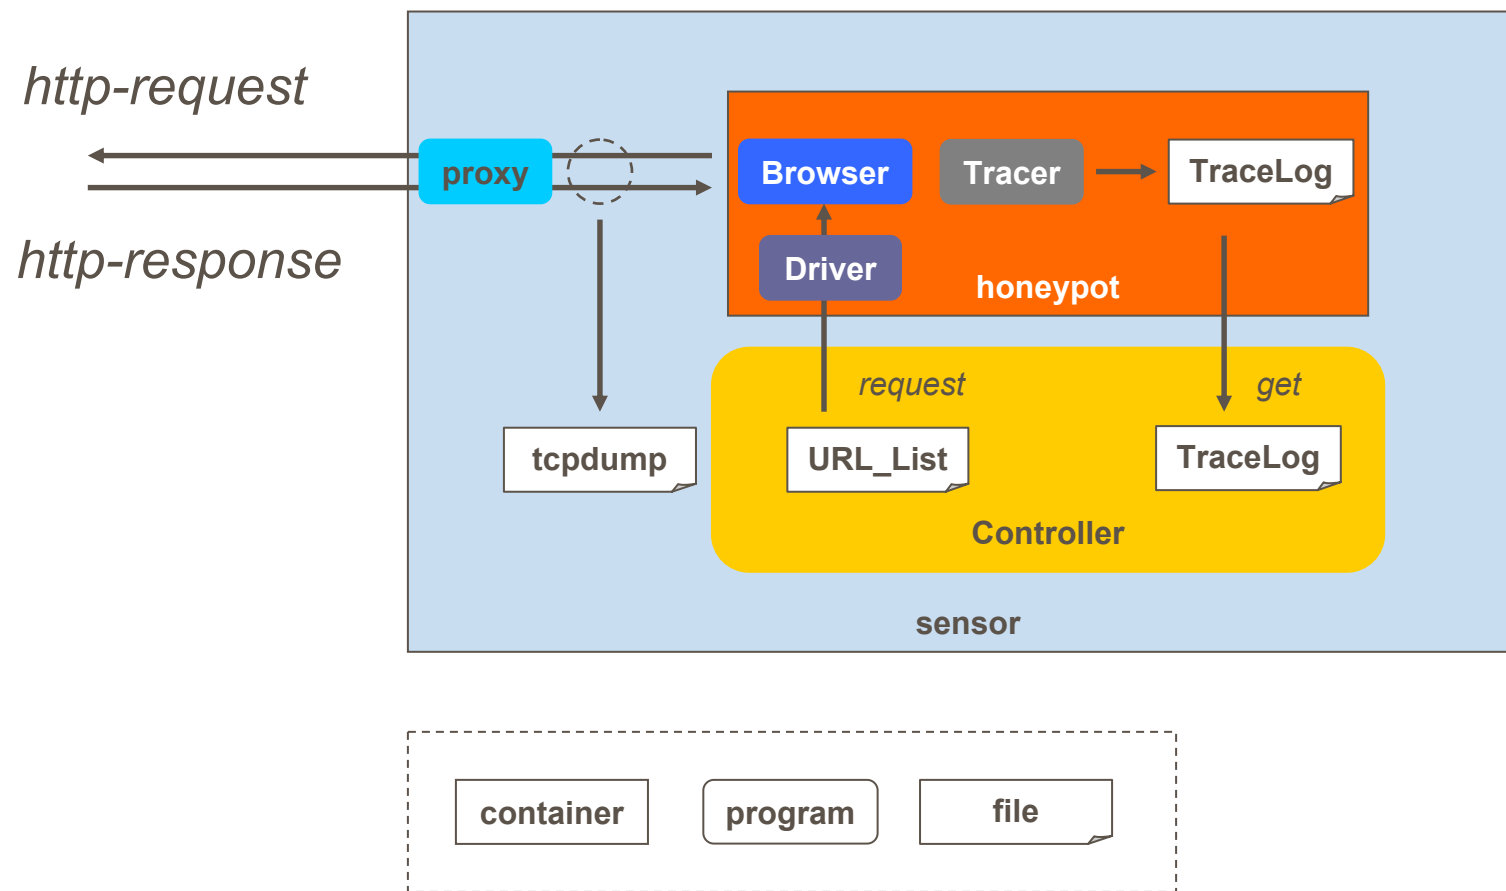 http-request
proxy
Browser
Tracer
TraceLog
http-response
Driver
honeypot
request
get
tcpdump
URL_List
TraceLog
Controller
sensor
container
program
file